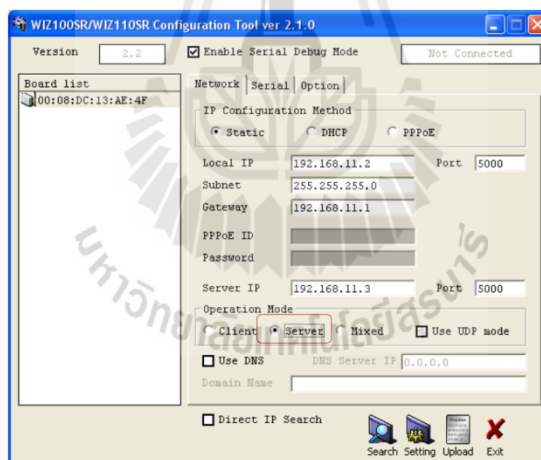 WIZ100SR/WIZ110SR Configuration Tool ver 2.1.0
Version 2.2 Enable Serial Debug Mode Not Connected
Board list
00:08:DC:13:AE:4F
Network Serial Option
IP Configuration Method
Static DHCP PPPoE
Local IP 192.168.11.2 Port 5000
Subnet 255.255.255.0
Gateway 192.168.11.1
PPPoE ID
Password
Server IP 192.168.11.3 Port 5000
Operation Mode
Client Server Mixed Use UDP mode
Use DNS DNS Server IP 0.0.0.0
Domain Name
Direct IP Search
Search Setting Upload Exit